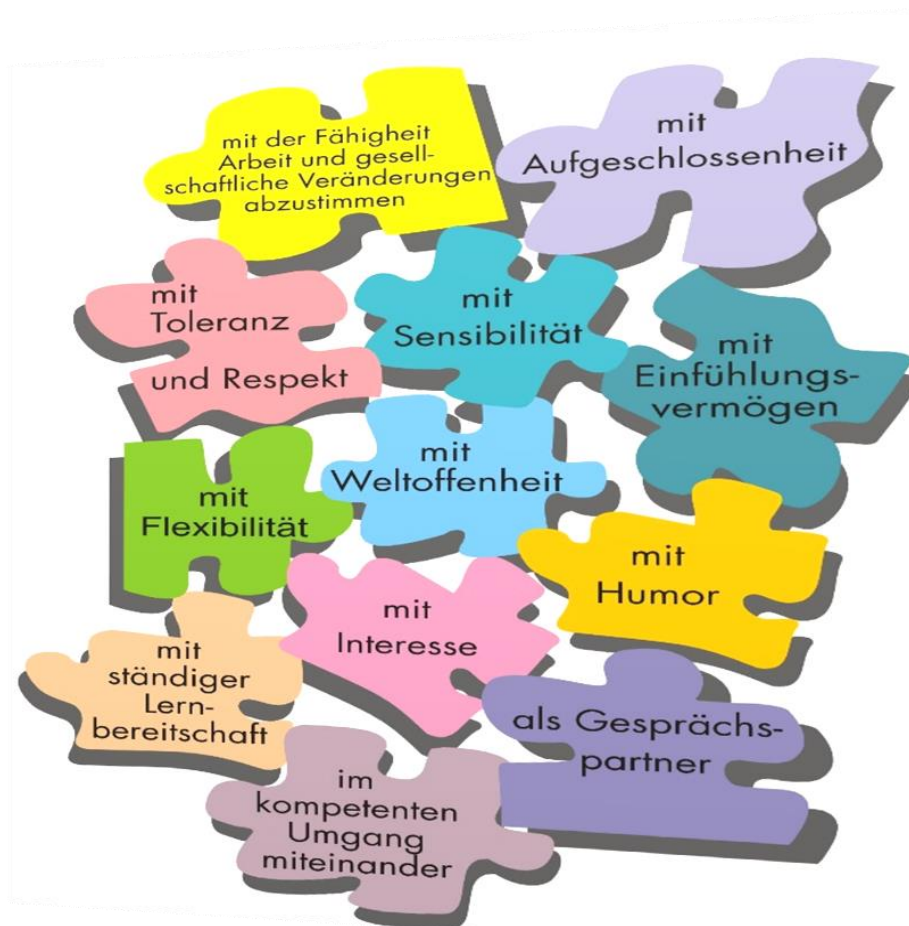 mit der Fähigheit
Arbeit und gesell-
schaftliche Veränderungen
abzustimmen
mit
Aufgeschlossenheit
mit
Toleranz
und Respekt
mit
Sensibilität
mit
Einfühlungs-
vermögen
mit
Flexibilität
mit
Weltoffenheit
mit
Humor
mit
ständiger
Lern-
bereitschaft
mit
Interesse
als Gesprächs-
partner
im
kompetenten
Umgang
miteinander